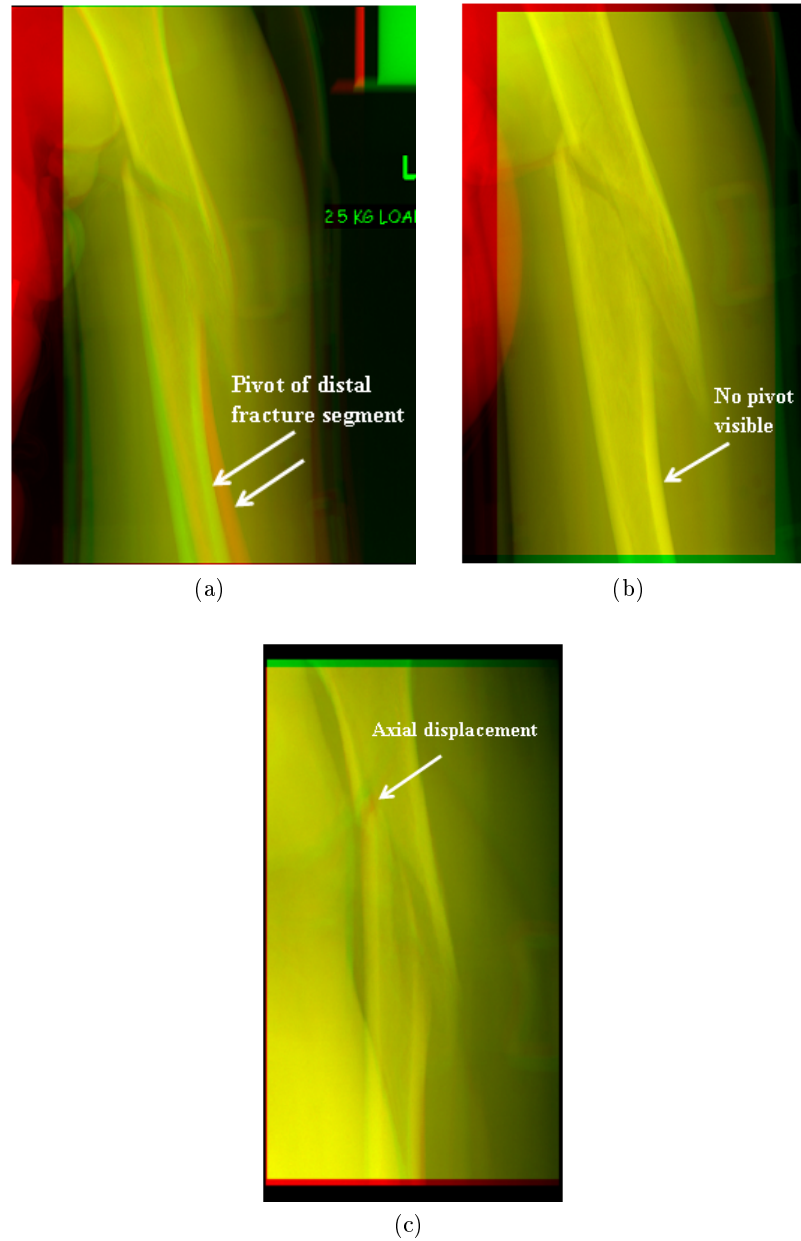 L
25 KG LOA
Pivot of distal
fracture segment
(a)
No pivot
visible
(b)
Axial displacement
(c)